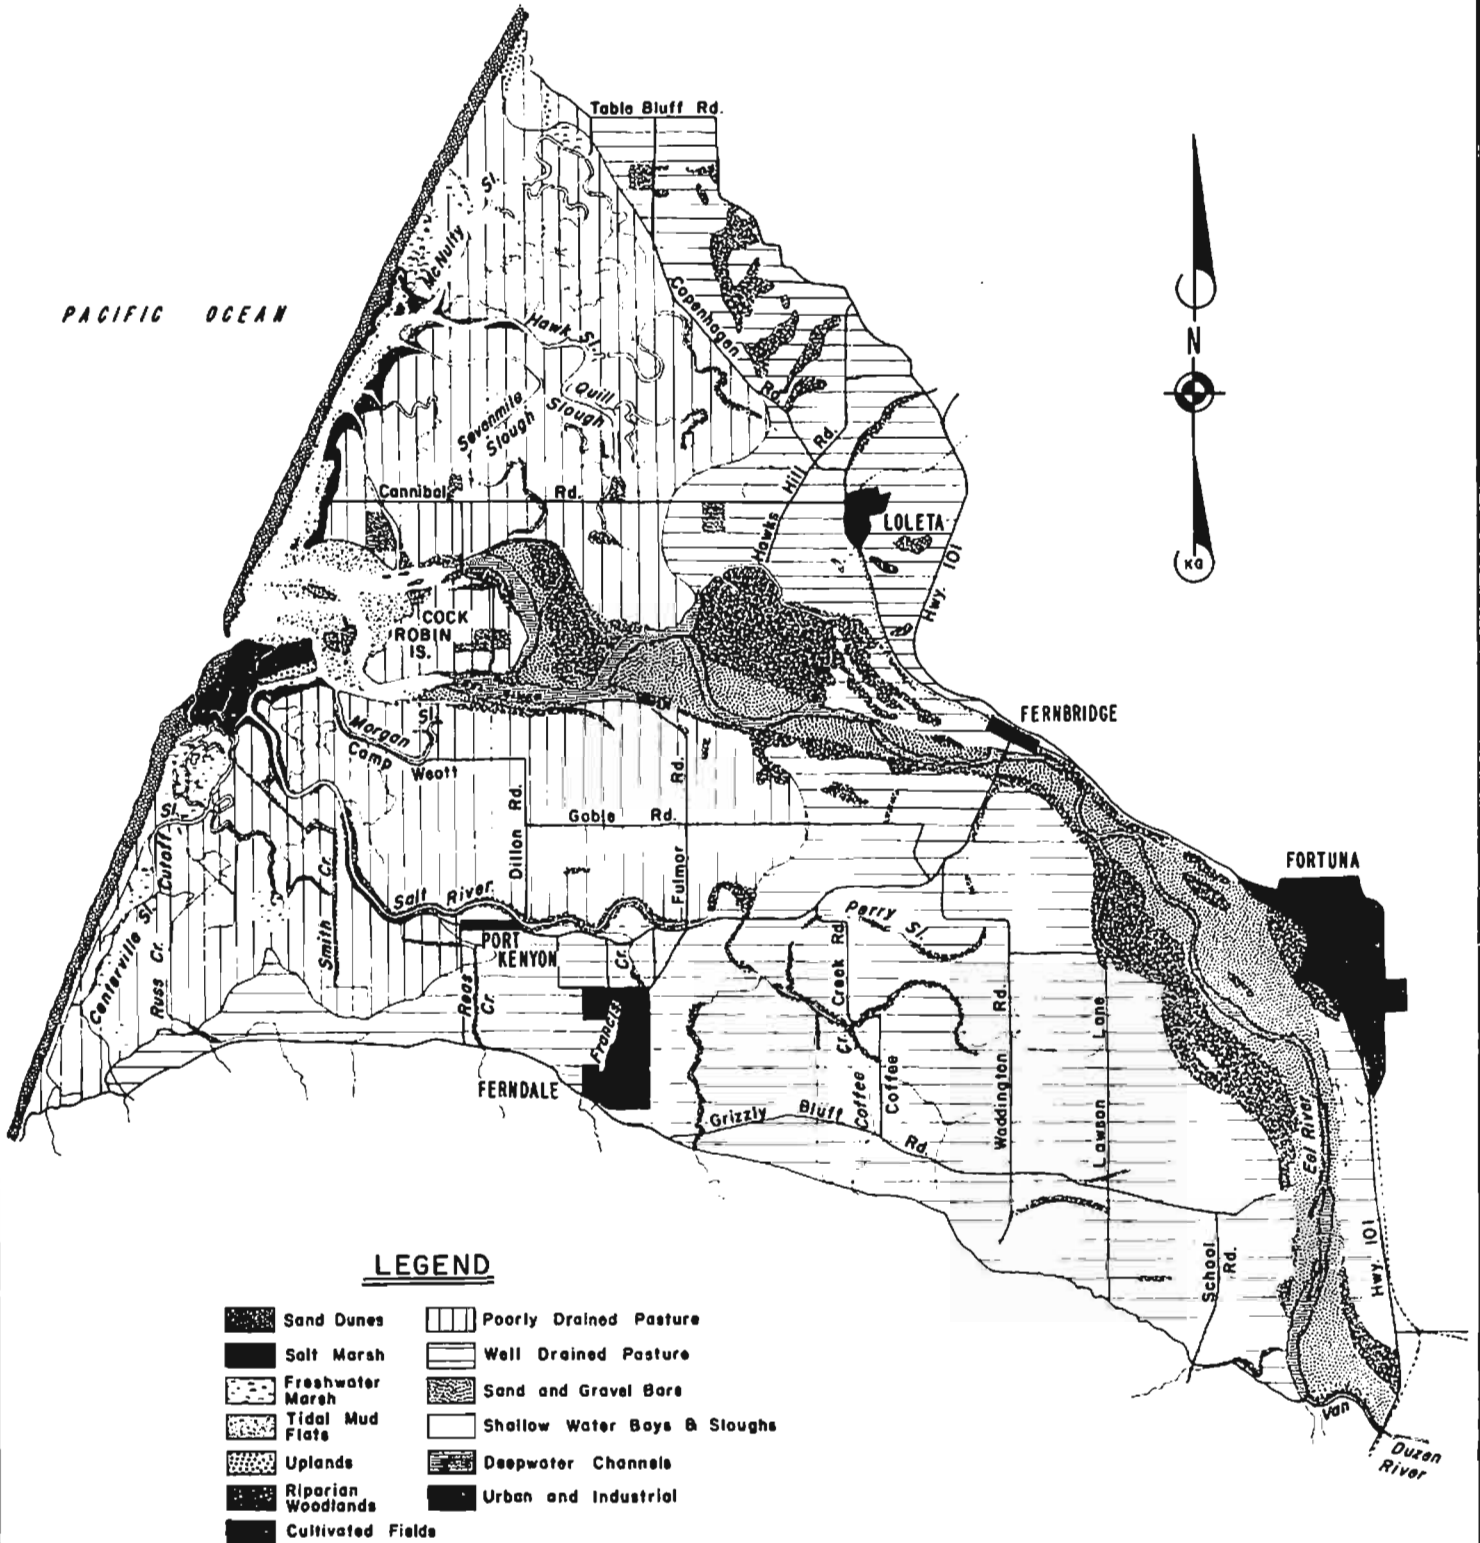 Table Bluff Rd.
Sl.
McNulty
PACIFIC OCEAN
Copenhagen
Rd.
Hawk Sl.
Quill
Slough
Sevenmile
Slough
Hawks Hill Rd.
Cannibal Rd.
LOLETA
Hwy. 101
N
KG
COCK
ROBIN
IS.
FERNBRIDGE
Morgan
Sl.
Camp Weott
Dillon Rd.
Goble Rd.
Fulmor Rd.
Cutoff Sl.
Smith Cr.
Salt River
FORTUNA
Centerville Sl.
Russ Cr.
PORT
KENYON
Reas
Cr.
Francis
Cr.
Perry Sl.
Creek Rd.
Coffee
Coffee
Cr.
Waddington Rd.
Lawson Lane
FERNDALE
Grizzly Bluff Rd.
Eel River
School
Rd.
Hwy. 101
Van
Duzen
River
LEGEND
Sand Dunes
Salt Marsh
Freshwater
Marsh
Tidal Mud
Flats
Uplands
Riparian
Woodlands
Cultivated Fields
Poorly Drained Pasture
Well Drained Pasture
Sand and Gravel Bars
Shallow Water Bays & Sloughs
Deepwater Channels
Urban and Industrial